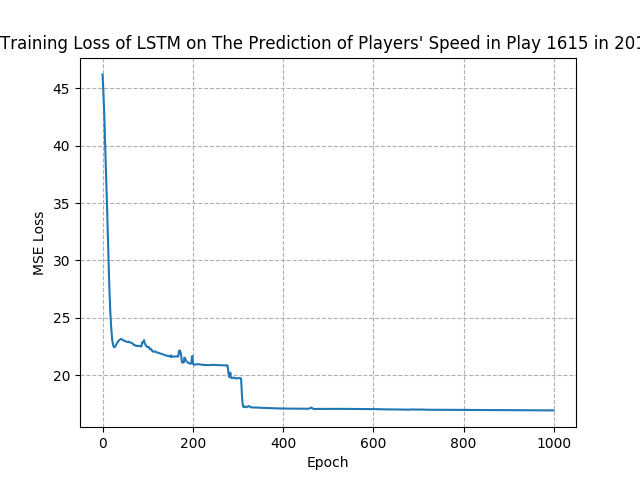 Training Loss of LSTM on The Prediction of Players' Speed in Play 1615 in 201
45
40
35
30
25
20
MSE Loss
0 200 400 600 800 1000
Epoch